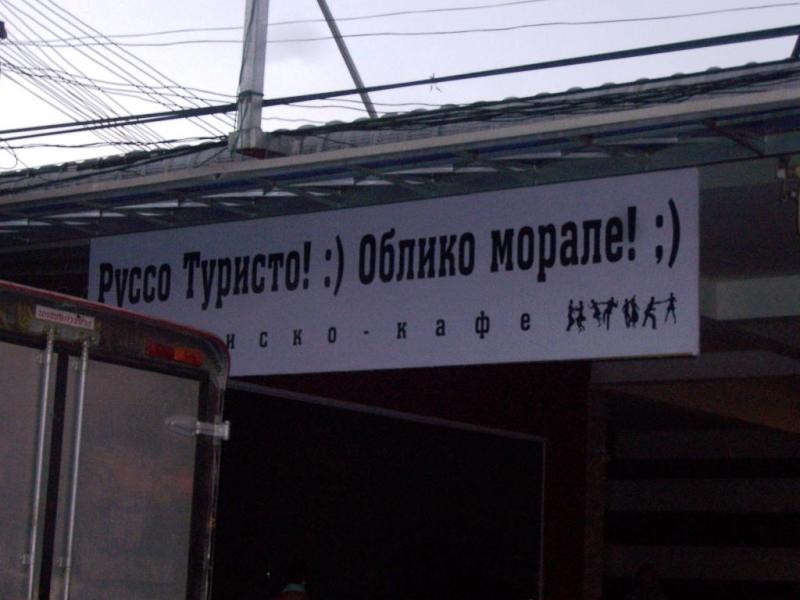 Руссо Туристо! :) Облико морале! ;)
иско-кафе